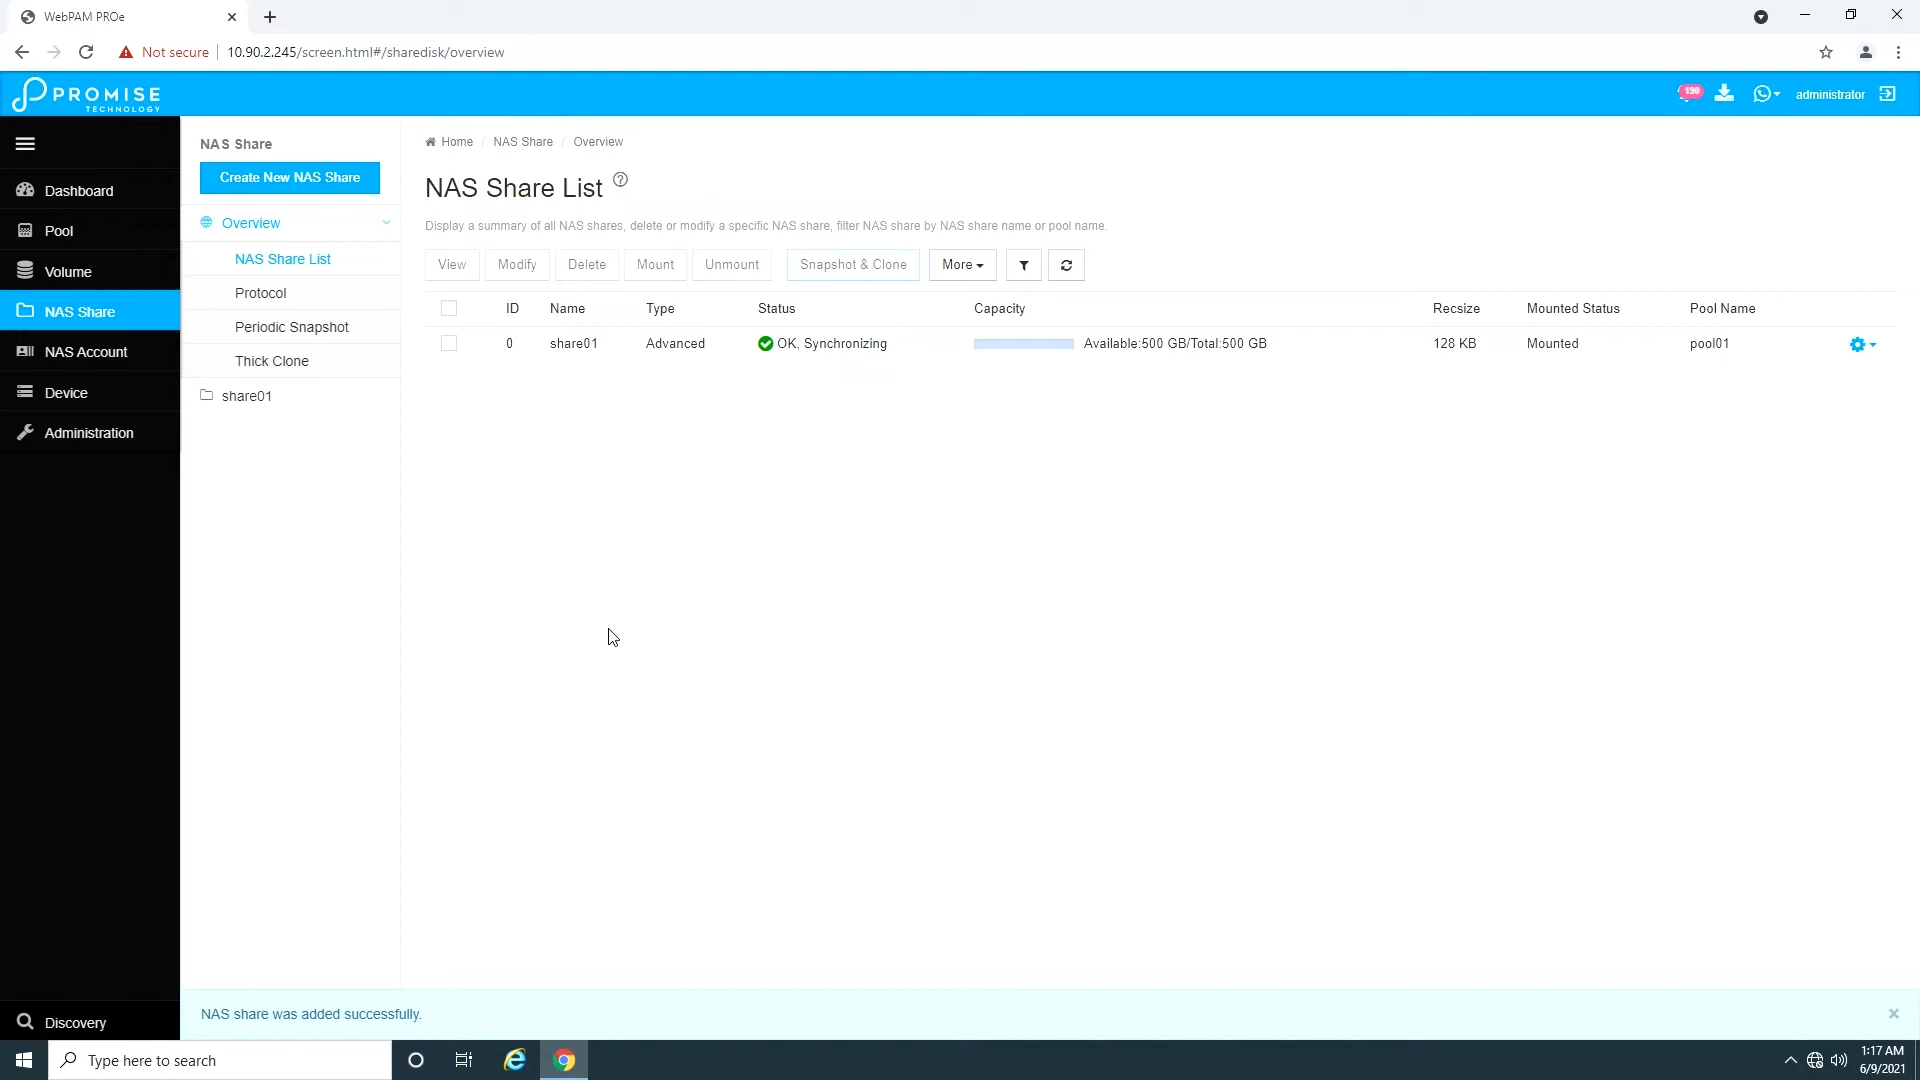 WebPAM PROe
Not secure
10.90.2.245/screen.html#/sharedisk/overview
PROMISE
TECHNOLOGY
190
administrator
NAS Share
Create New NAS Share
Home / NAS Share / Overview
NAS Share List
Display a summary of all NAS shares, delete or modify a specific NAS share, filter NAS share by NAS share name or pool name.
Dashboard
Pool
Volume
NAS Share
NAS Account
Device
Administration
Discovery
Overview
NAS Share List
Protocol
Periodic Snapshot
Thick Clone
share01
View Modify Delete Mount Unmount Snapshot & Clone More
ID Name Type Status Capacity Recsize Mounted Status Pool Name
0 share01 Advanced OK, Synchronizing Available:500 GB/Total:500 GB 128 KB Mounted pool01
NAS share was added successfully.
Type here to search
1:17 AM
6/9/2021